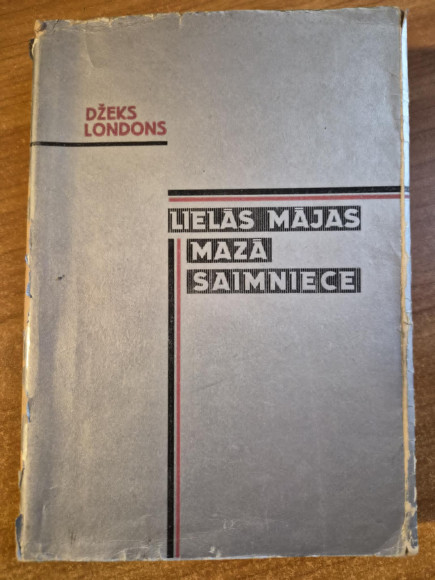 DŽEKS
LONDONS
LIELĀS MĀJAS
MAZĀ
SAIMNIECE